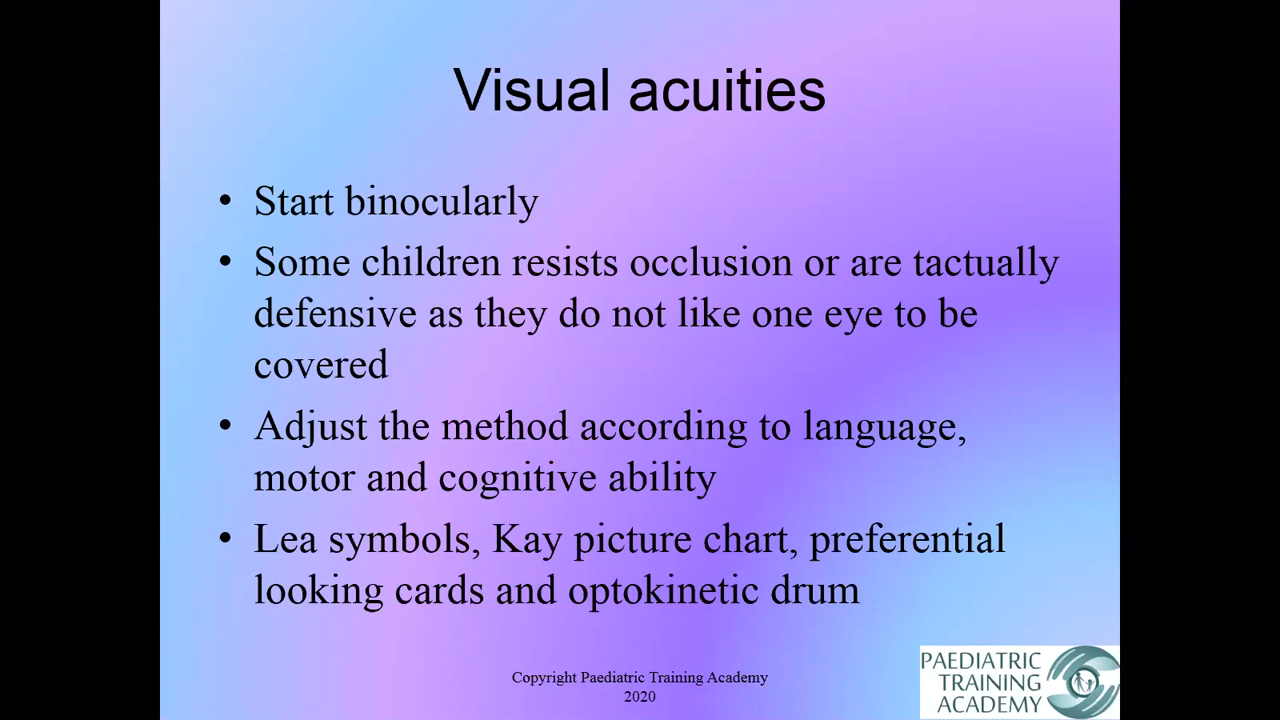 Visual acuities
• Start binocularly
• Some children resists occlusion or are tactually
defensive as they do not like one eye to be
covered
• Adjust the method according to language,
motor and cognitive ability
• Lea symbols, Kay picture chart, preferential
looking cards and optokinetic drum
Copyright Paediatric Training Academy
2020
PAEDIATRIC
TRAINING
ACADEMY